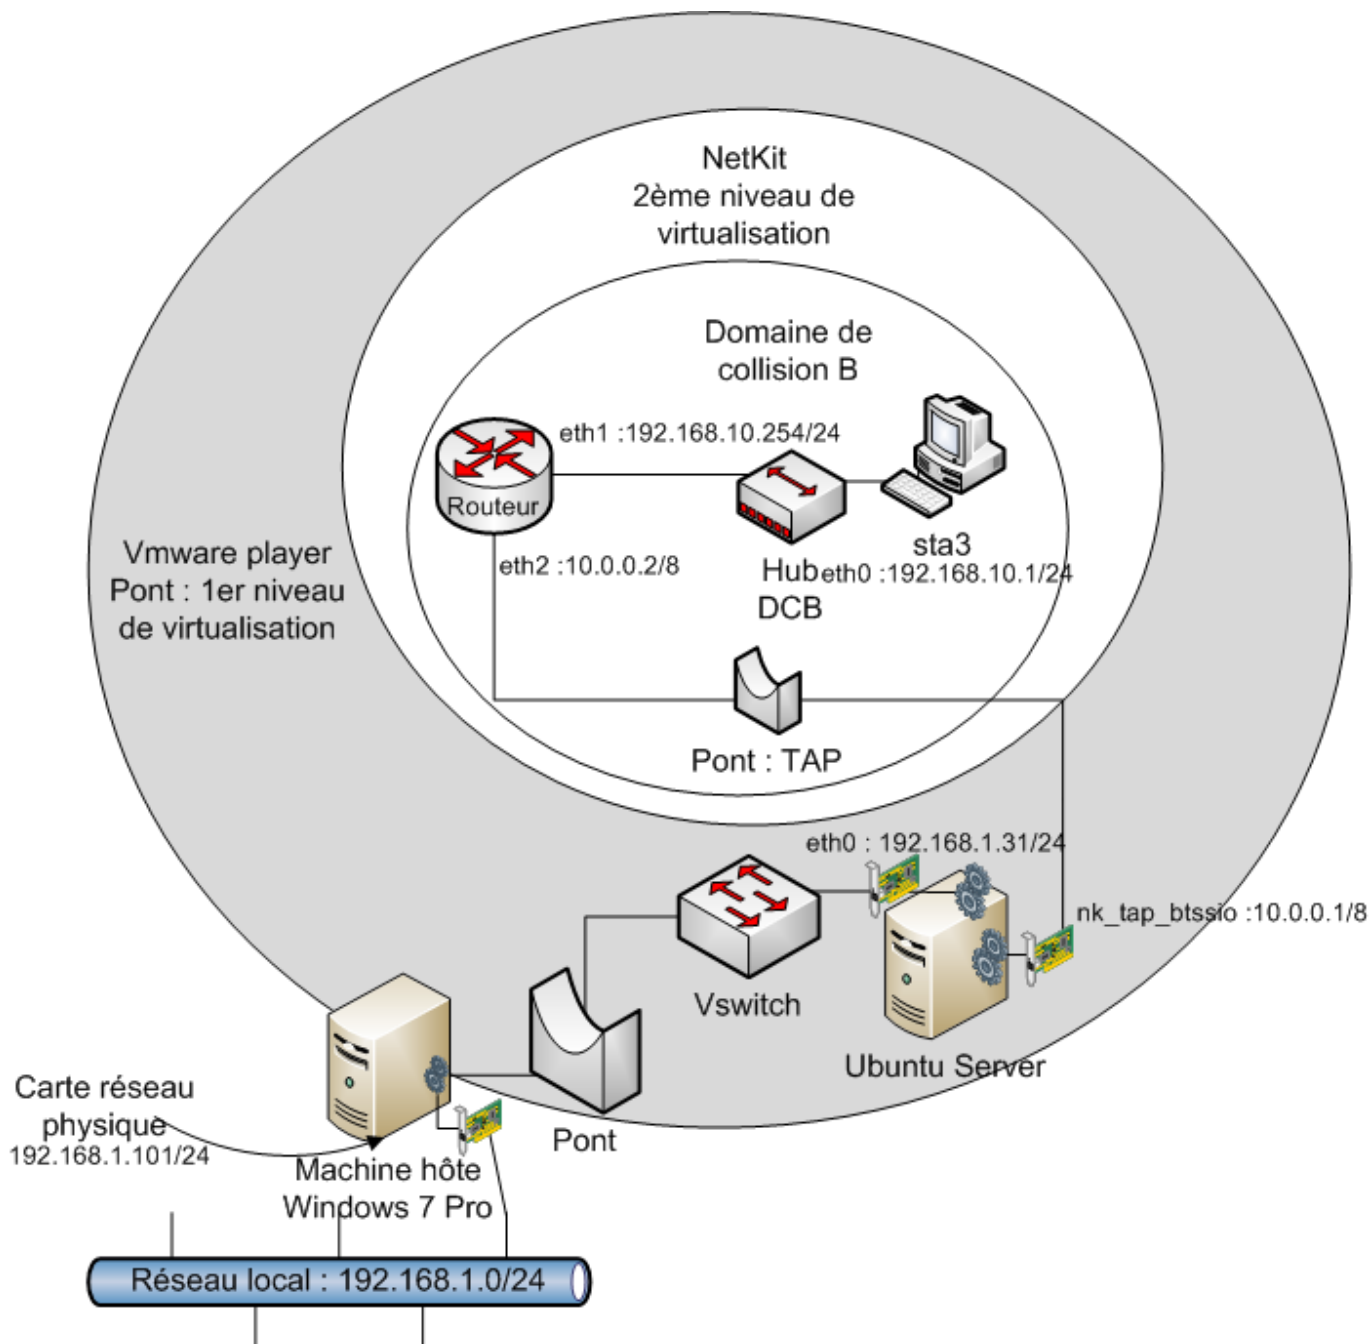 NetKit
2ème niveau de
virtualisation
Domaine de
collision B
eth1 :192.168.10.254/24
Routeur
eth2 :10.0.0.2/8
Hub
DCB
sta3
eth0 :192.168.10.1/24
Vmware player
Pont : 1er niveau
de virtualisation
Pont : TAP
eth0 : 192.168.1.31/24
nk_tap_btssio :10.0.0.1/8
Vswitch
Ubuntu Server
Carte réseau
physique
192.168.1.101/24
Pont
Machine hôte
Windows 7 Pro
Réseau local : 192.168.1.0/24